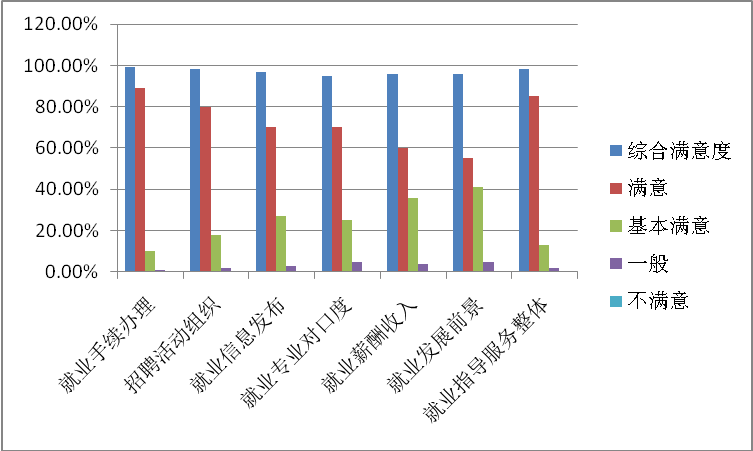 120.00%
100.00%
80.00%
60.00%
40.00%
20.00%
0.00%
就业手续办理
招聘活动组织
就业信息发布
就业专业对口度
就业薪酬收入
就业发展前景
就业指导服务整体
综合满意度
满意
基本满意
一般
不满意